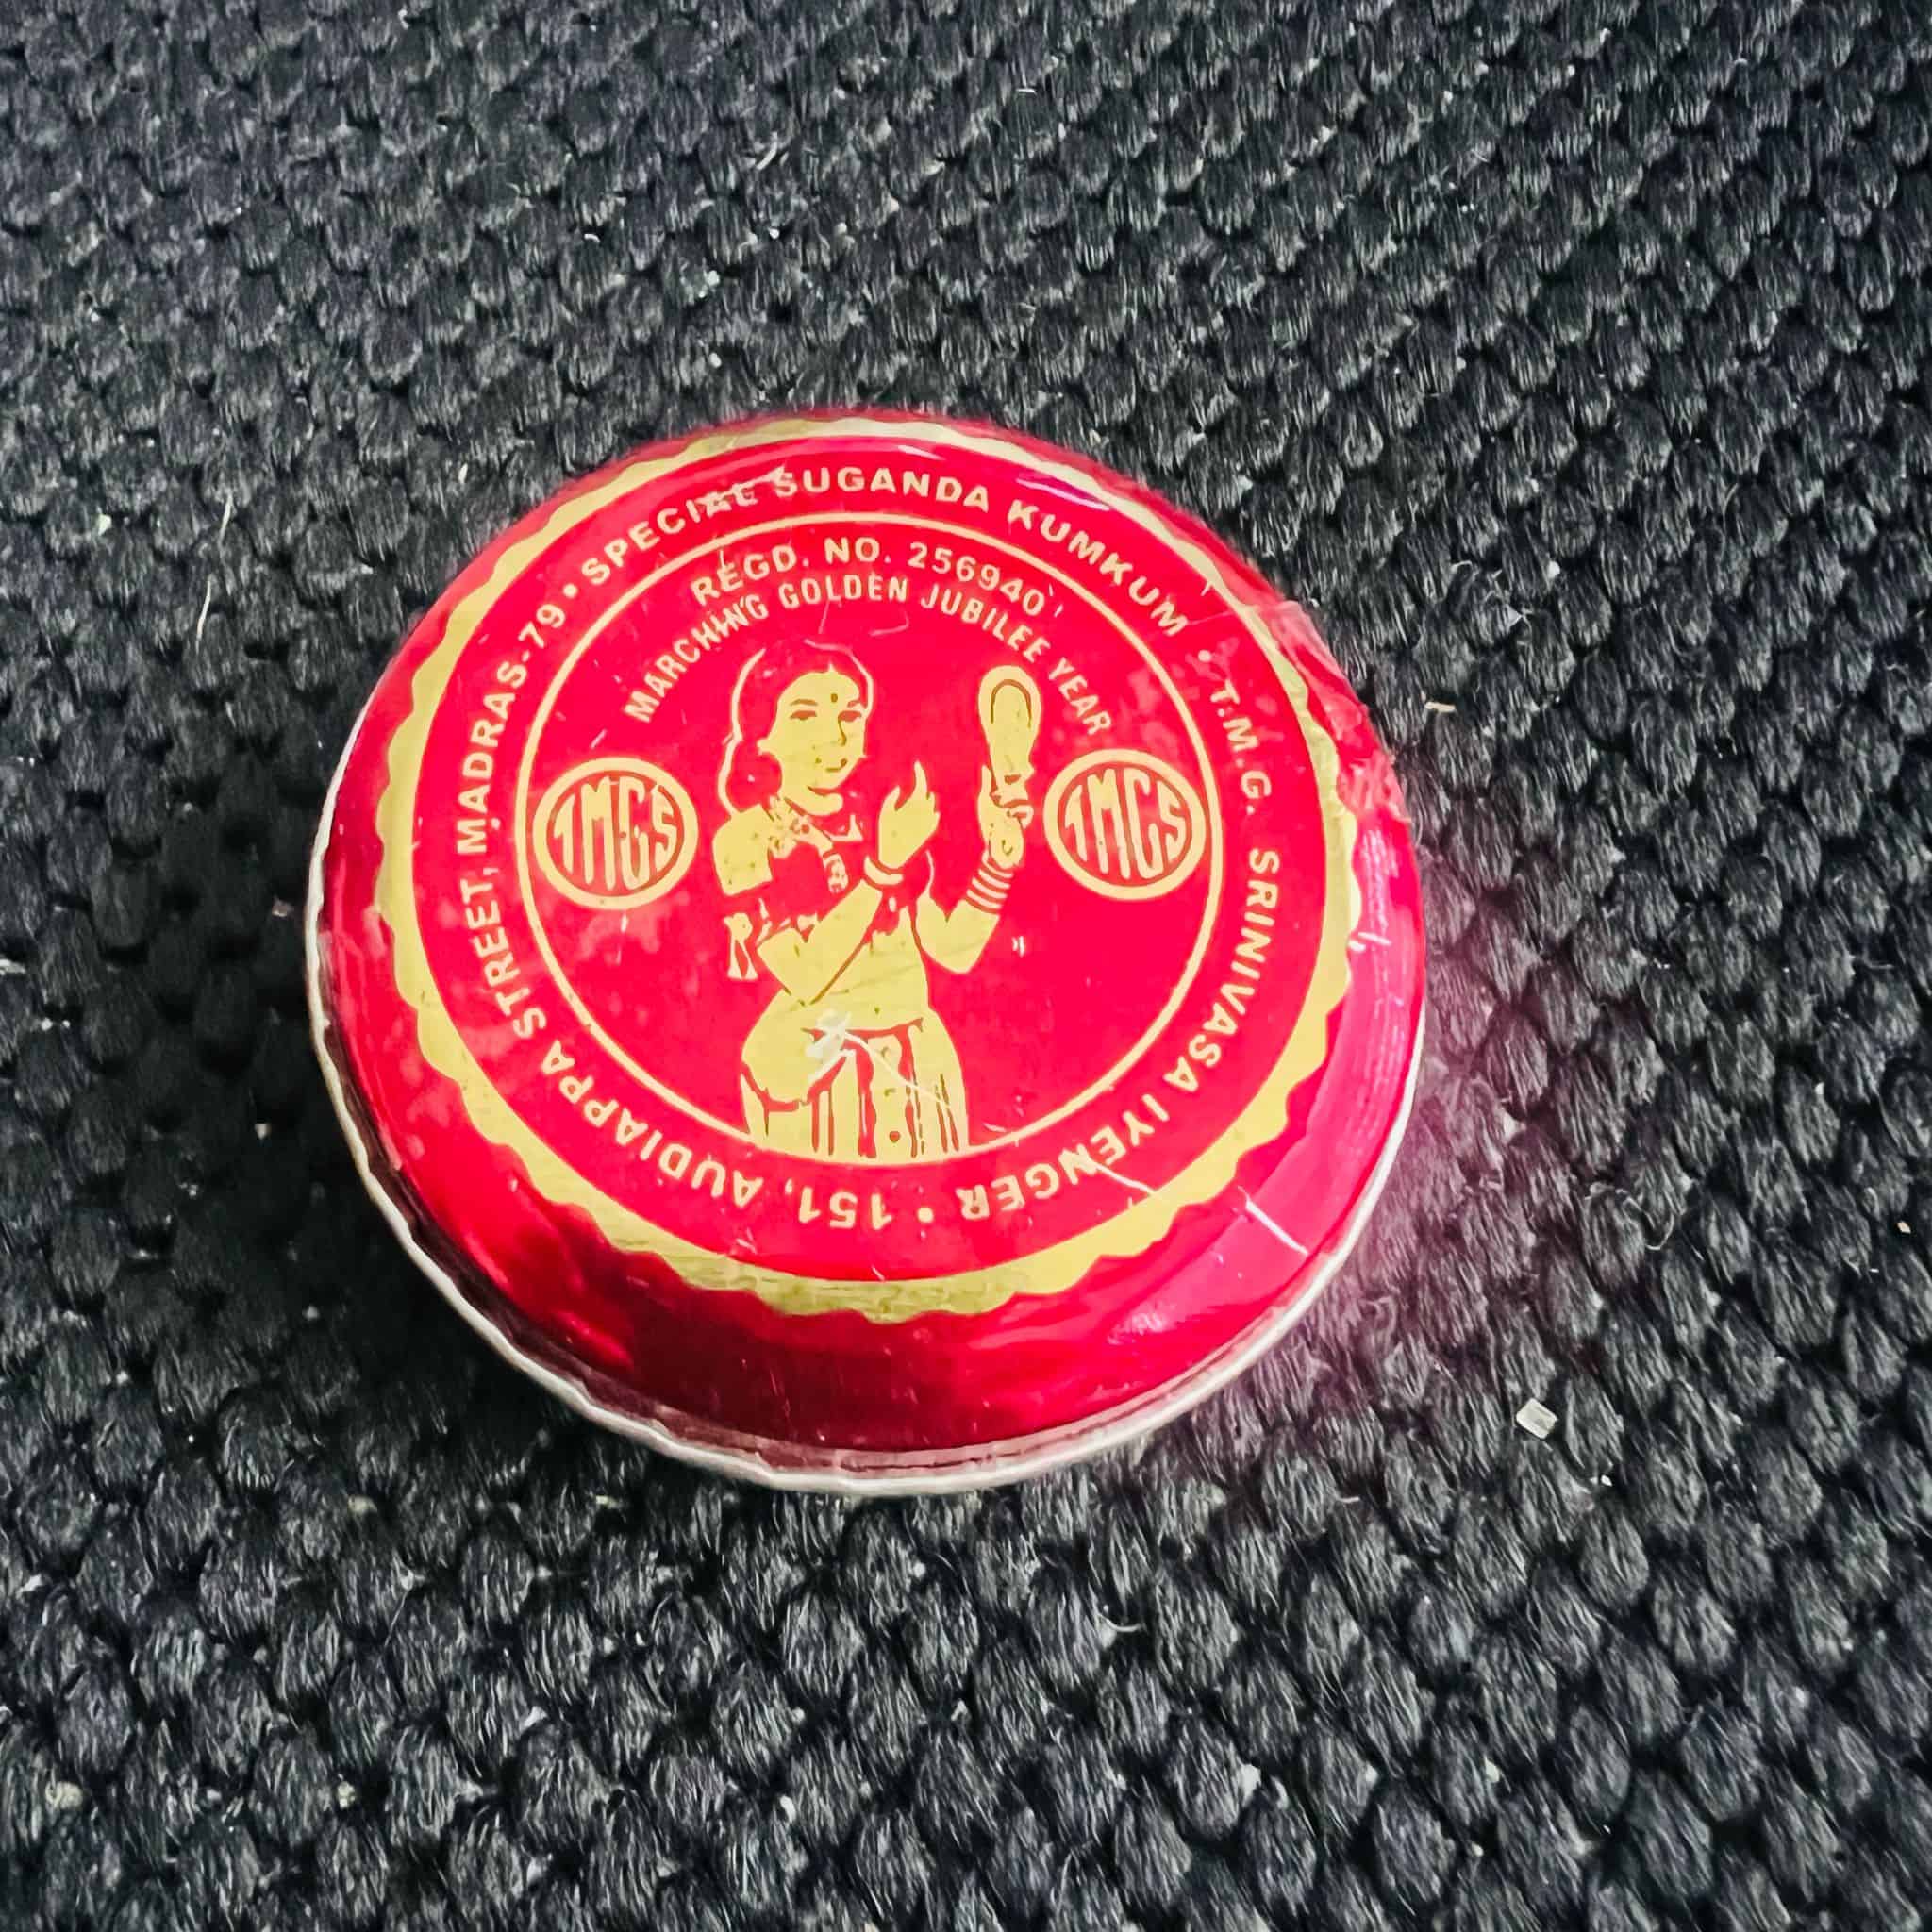 • SPECIAL SUGANDA KUMKUM • T.M.G. SRINIVASA IYENGER • 151, AUDIAPPA STREET, MADRAS-79
REGD. NO. 256940
MARCHING GOLDEN JUBILEE YEAR
TMGS
TMGS